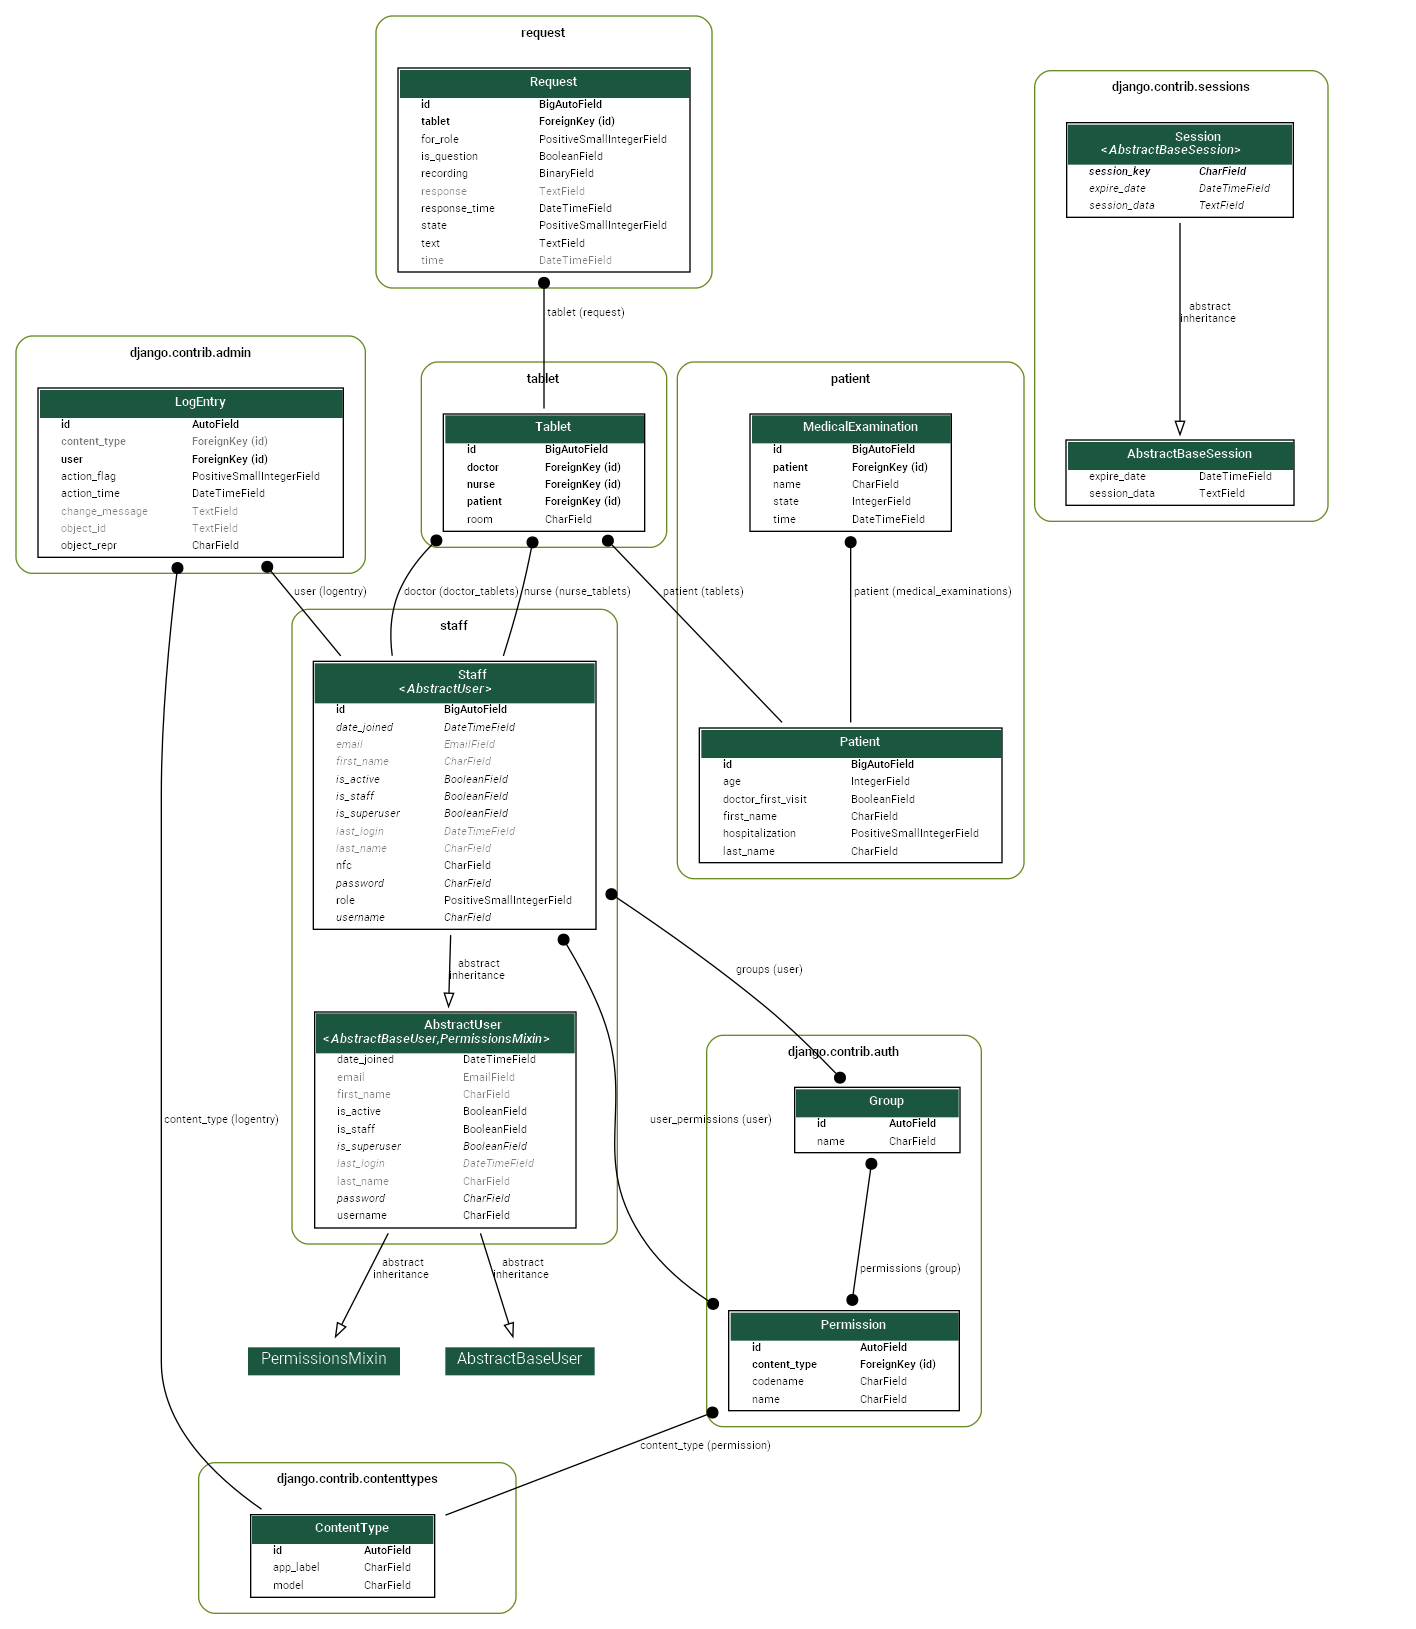 request
Request
id BigAutoField
tablet ForeignKey (id)
for_role PositiveSmallIntegerField
is_question BooleanField
recording BinaryField
response TextField
response_time DateTimeField
state PositiveSmallIntegerField
text TextField
time DateTimeField
django.contrib.sessions
Session
<AbstractBaseSession>
session_key CharField
expire_date DateTimeField
session_data TextField
abstract
inheritance
AbstractBaseSession
expire_date DateTimeField
session_data TextField
tablet (request)
django.contrib.admin
LogEntry
id AutoField
content_type ForeignKey (id)
user ForeignKey (id)
action_flag PositiveSmallIntegerField
action_time DateTimeField
change_message TextField
object_id TextField
object_repr CharField
tablet
Tablet
id BigAutoField
doctor ForeignKey (id)
nurse ForeignKey (id)
patient ForeignKey (id)
room CharField
patient
MedicalExamination
id BigAutoField
patient ForeignKey (id)
name CharField
state IntegerField
time DateTimeField
user (logentry)
doctor (doctor_tablets)
nurse (nurse_tablets)
patient (tablets)
patient (medical_examinations)
staff
Staff
<AbstractUser>
id BigAutoField
date_joined DateTimeField
email EmailField
first_name CharField
is_active BooleanField
is_staff BooleanField
is_superuser BooleanField
last_login DateTimeField
last_name CharField
nfc CharField
password CharField
role PositiveSmallIntegerField
username CharField
Patient
id BigAutoField
age IntegerField
doctor_first_visit BooleanField
first_name CharField
hospitalization PositiveSmallIntegerField
last_name CharField
abstract
inheritance
groups (user)
AbstractUser
<AbstractBaseUser,PermissionsMixin>
date_joined DateTimeField
email EmailField
first_name CharField
is_active BooleanField
is_staff BooleanField
is_superuser BooleanField
last_login DateTimeField
last_name CharField
password CharField
username CharField
content_type (logentry)
user_permissions (user)
django.contrib.auth
Group
id AutoField
name CharField
permissions (group)
Permission
id AutoField
content_type ForeignKey (id)
codename CharField
name CharField
abstract
inheritance
abstract
inheritance
PermissionsMixin
AbstractBaseUser
content_type (permission)
django.contrib.contenttypes
ContentType
id AutoField
app_label CharField
model CharField